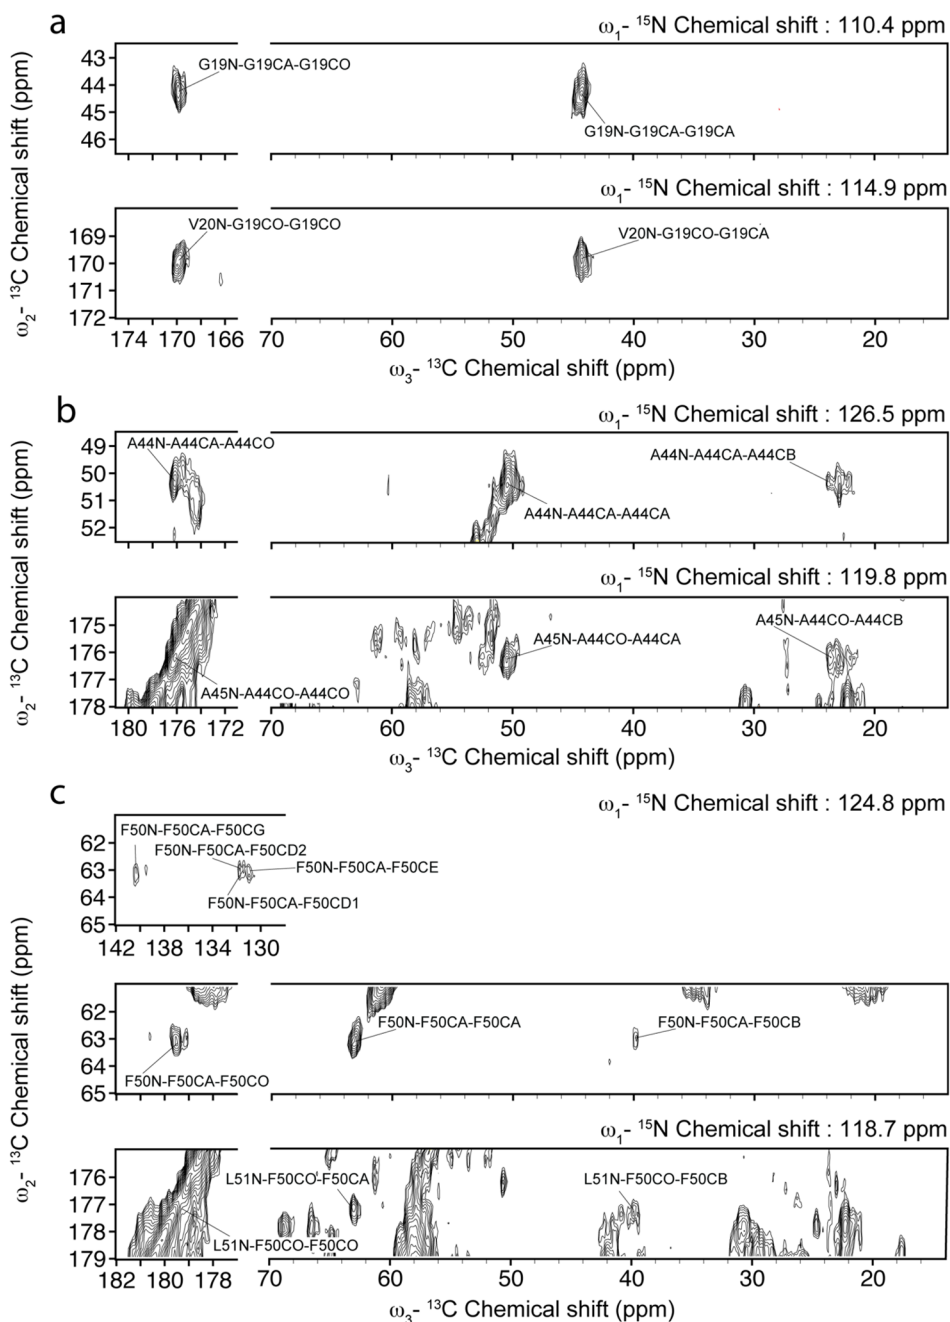 a
ω1- 15N Chemical shift : 110.4 ppm
43
44
45
46
G19N-G19CA-G19CO
G19N-G19CA-G19CA
ω1- 15N Chemical shift : 114.9 ppm
169
170
171
172
V20N-G19CO-G19CO
V20N-G19CO-G19CA
174 170 166 70 60 50 40 30 20
ω2- 13C Chemical shift (ppm)
ω3- 13C Chemical shift (ppm)
b
ω1- 15N Chemical shift : 126.5 ppm
49
50
51
52
A44N-A44CA-A44CO
A44N-A44CA-A44CB
A44N-A44CA-A44CA
ω1- 15N Chemical shift : 119.8 ppm
175
176
177
178
A45N-A44CO-A44CB
A45N-A44CO-A44CA
A45N-A44CO-A44CO
180 176 172 70 60 50 40 30 20
ω2- 13C Chemical shift (ppm)
ω3- 13C Chemical shift (ppm)
c
ω1- 15N Chemical shift : 124.8 ppm
62
63
64
65
F50N-F50CA-F50CG
F50N-F50CA-F50CD2
F50N-F50CA-F50CE
F50N-F50CA-F50CD1
142 138 134 130
62
63
64
65
F50N-F50CA-F50CA
F50N-F50CA-F50CB
F50N-F50CA-F50CO
ω1- 15N Chemical shift : 118.7 ppm
176
177
178
179
L51N-F50CO-F50CA
L51N-F50CO-F50CB
L51N-F50CO-F50CO
182 180 178 70 60 50 40 30 20
ω2- 13C Chemical shift (ppm)
ω3- 13C Chemical shift (ppm)